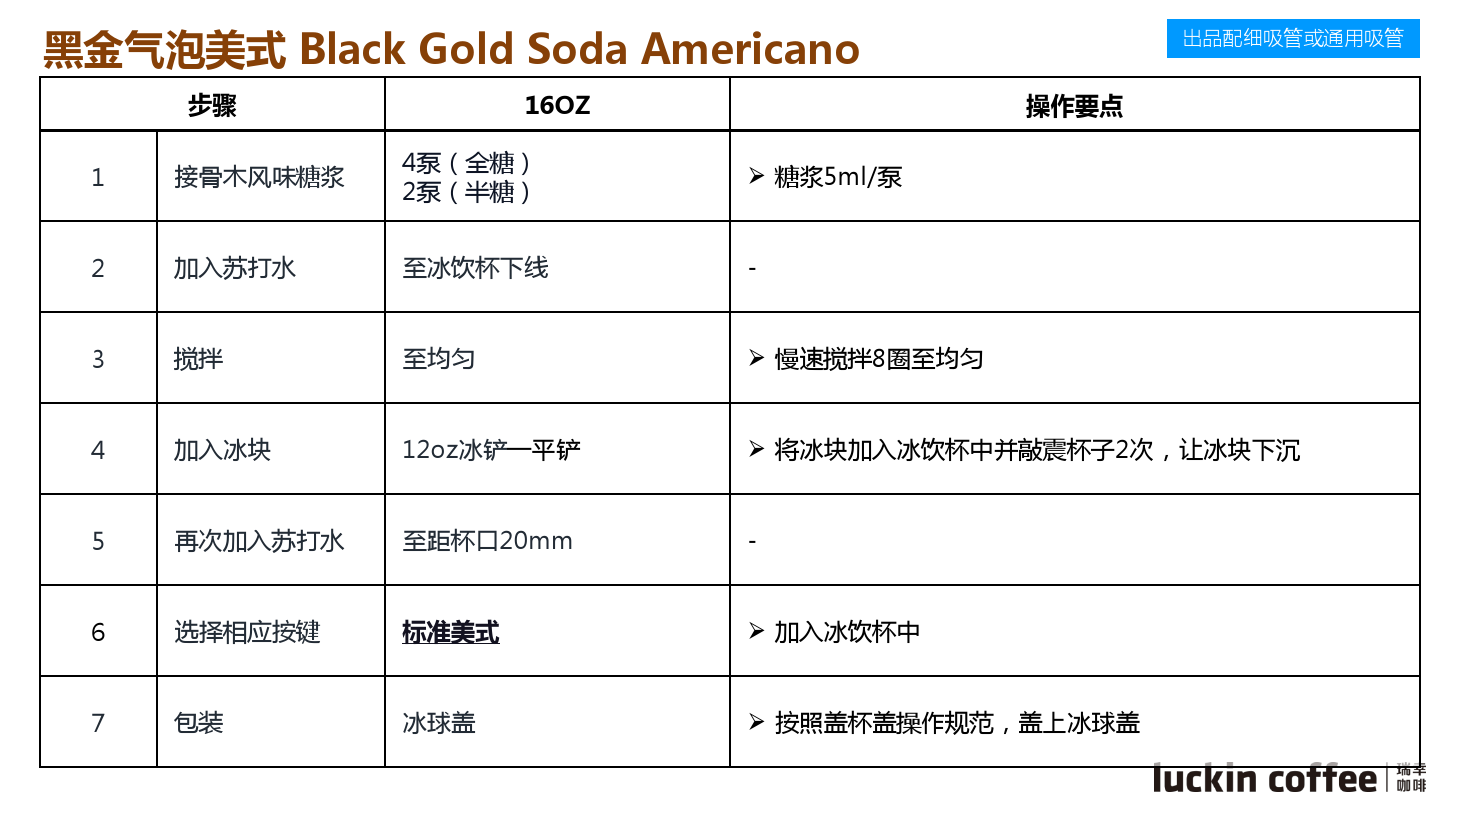 黑金气泡美式 Black Gold Soda Americano
出品配细吸管或通用吸管
步骤
16OZ
操作要点
1
接骨木风味糖浆
4泵（全糖）
2泵（半糖）
➢ 糖浆5ml/泵
2
加入苏打水
至冰饮杯下线
-
3
搅拌
至均匀
➢ 慢速搅拌8圈至均匀
4
加入冰块
12oz冰铲一平铲
➢ 将冰块加入冰饮杯中并敲震杯子2次，让冰块下沉
5
再次加入苏打水
至距杯口20mm
-
6
选择相应按键
标准美式
➢ 加入冰饮杯中
7
包装
冰球盖
➢ 按照盖杯盖操作规范，盖上冰球盖
luckin coffee
瑞幸
咖啡